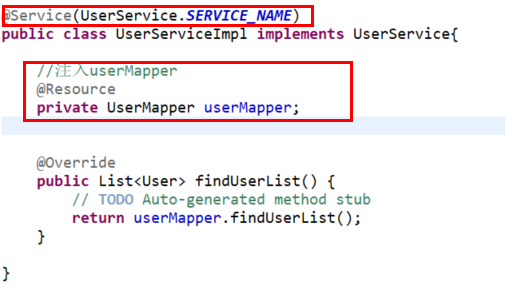 @Service(UserService.SERVICE_NAME)
public class UserServiceImpl implements UserService{
//注入userMapper
@Resource
private UserMapper userMapper;
@Override
public List<User> findUserList() {
// TODO Auto-generated method stub
return userMapper.findUserList();
}
}